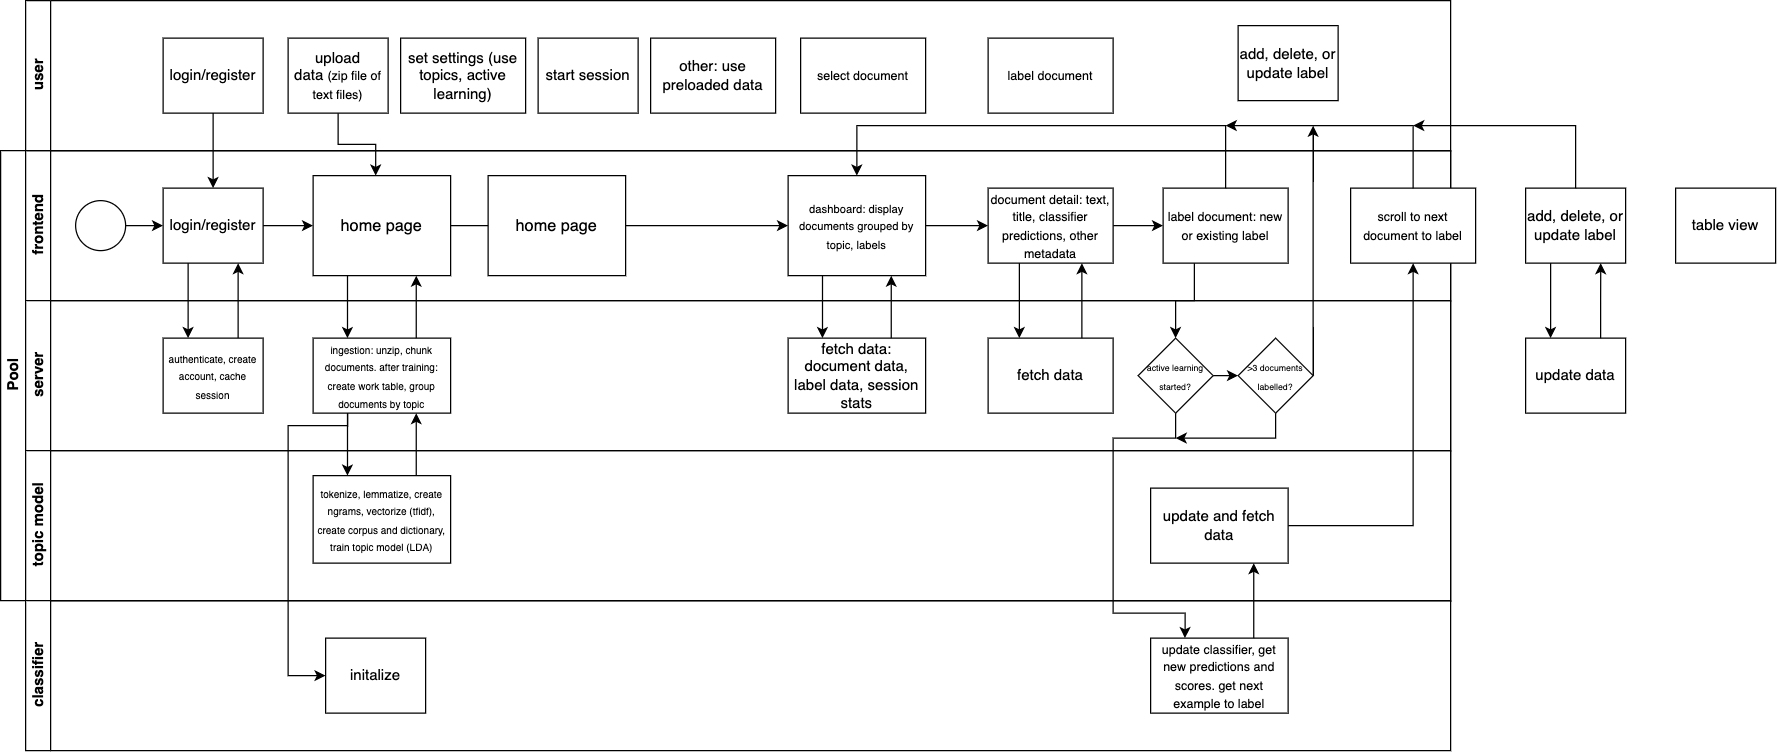 Pool
user
login/register
upload
data (zip file of
text files)
set settings (use
topics, active
learning)
start session
other: use
preloaded data
select document
label document
add, delete, or
update label
frontend
login/register
home page
home page
dashboard: display
documents grouped by
topic, labels
document detail: text,
title, classifier
predictions, other
metadata
label document: new
or existing label
scroll to next
document to label
add, delete, or
update label
table view
server
authenticate, create
account, cache
session
ingestion: unzip, chunk
documents. after training:
create work table, group
documents by topic
fetch data:
document data,
label data, session
stats
fetch data
active learning
started?
>3 documents
labelled?
update data
topic model
tokenize, lemmatize, create
ngrams, vectorize (tfidf),
create corpus and dictionary,
train topic model (LDA)
update and fetch
data
classifier
initalize
update classifier, get
new predictions and
scores. get next
example to label